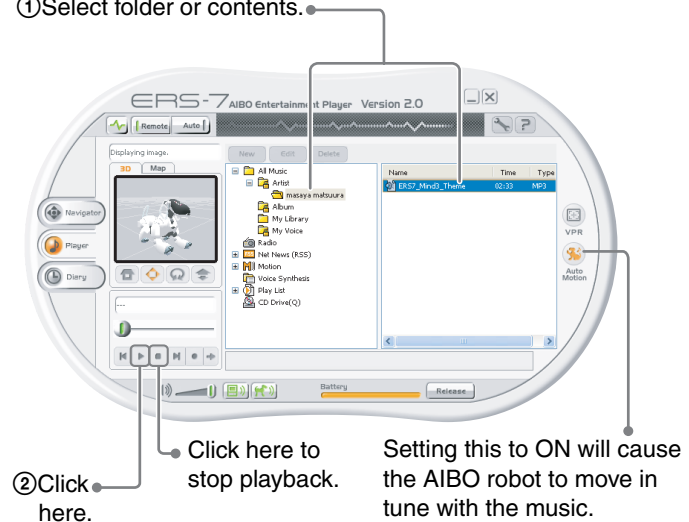 ①Select folder or contents.
ERS-7 AIBO Entertainment Player Version 2.0
Remote Auto
Displaying image.
3D Map
New Edit Delete
All Music
Artist
masaya matsuura
Album
My Library
My Voice
Radio
Net News (RSS)
Motion
Voice Synthesis
Play List
CD Drive(Q)
Name Time Type
ERS7_Mind3_Theme 02:33 MP3
Navigator
Player
Diary
VPR
Auto
Motion
---
Battery
Release
Click here to
stop playback.
②Click
here.
Setting this to ON will cause
the AIBO robot to move in
tune with the music.